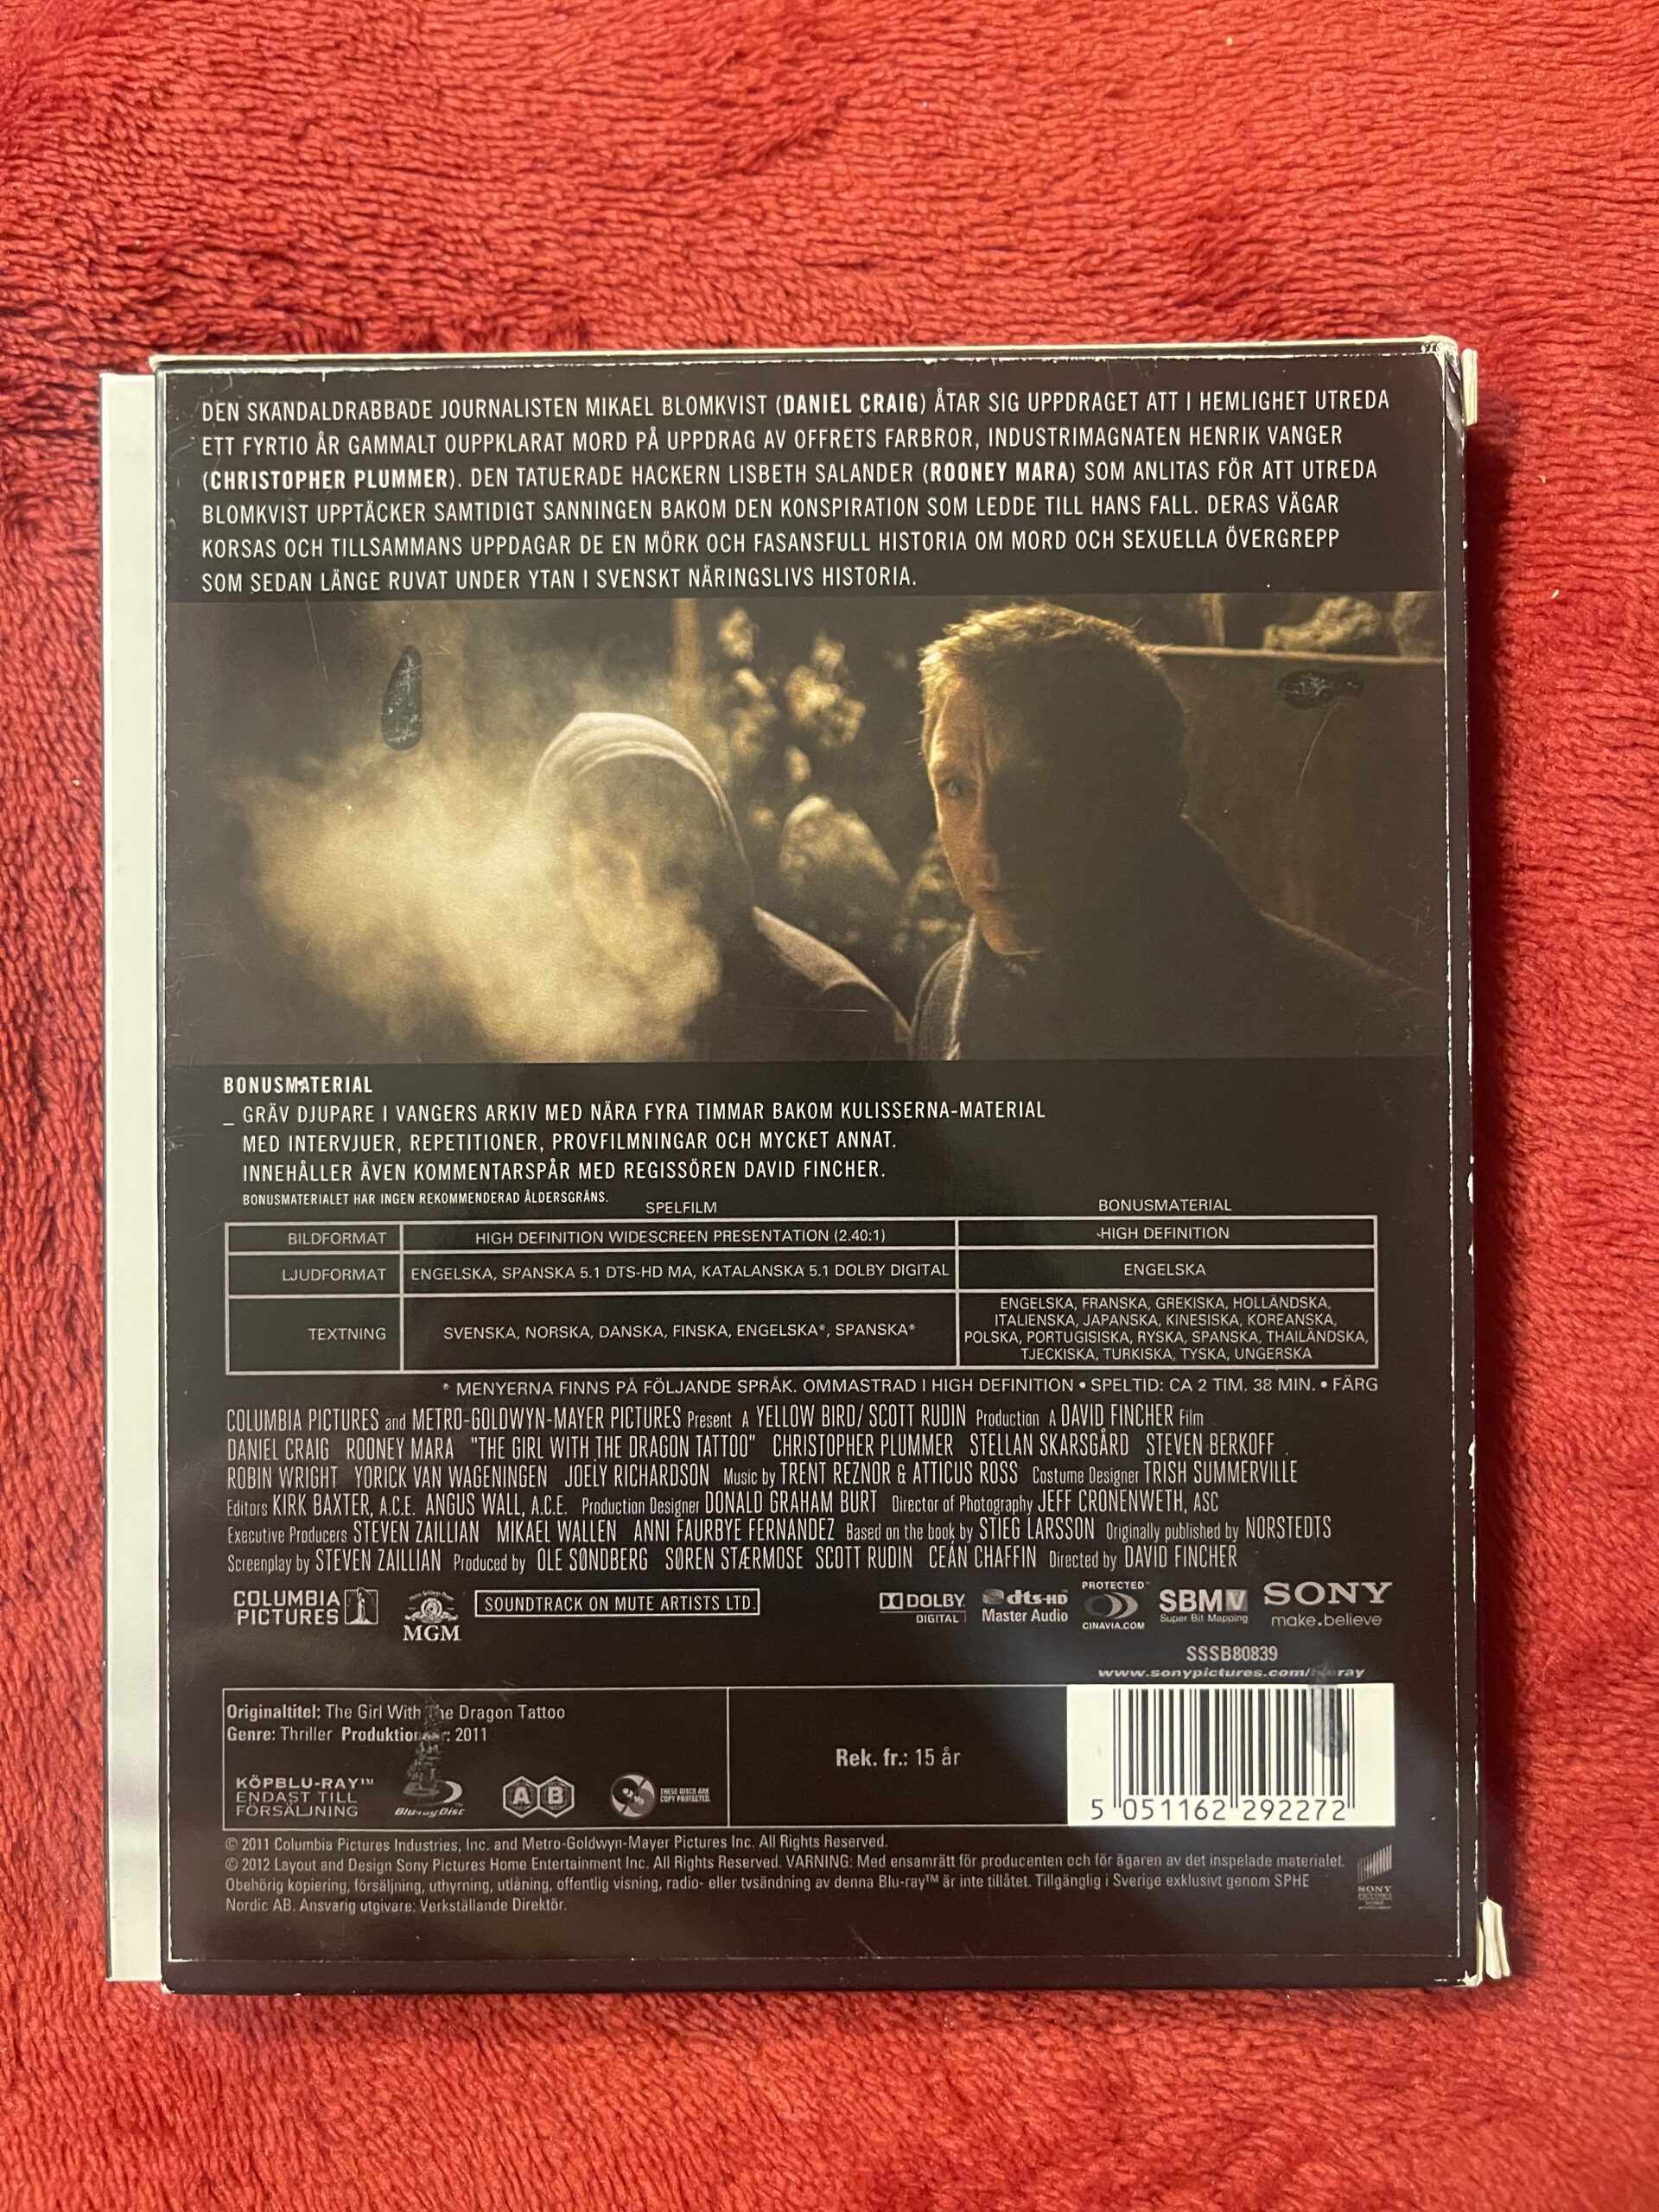 DEN SKANDALDRABBADE JOURNALISTEN MIKAEL BLOMKVIST (DANIEL CRAIG) ÅTAR SIG UPPDRAGET ATT I HEMLIGHET UTREDA
ETT FYRTIO ÅR GAMMALT OUPPKLARAT MORD PÅ UPPDRAG AV OFFRETS FARBROR, INDUSTRIMAGNATEN HENRIK VANGER
(CHRISTOPHER PLUMMER). DEN TATUERADE HACKERN LISBETH SALANDER (ROONEY MARA) SOM ANLITAS FÖR ATT UTREDA
BLOMKVIST UPPTÄCKER SAMTIDIGT SANNINGEN BAKOM DEN KONSPIRATION SOM LEDDE TILL HANS FALL. DERAS VÄGAR
KORSAS OCH TILLSAMMANS UPPDAGAR DE EN MÖRK OCH FASANSFULL HISTORIA OM MORD OCH SEXUELLA ÖVERGREPP
SOM SEDAN LÄNGE RUVAT UNDER YTAN I SVENSKT NÄRINGSLIVS HISTORIA.
BONUSMATERIAL
_ GRÄV DJUPARE I VANGERS ARKIV MED NÄRA FYRA TIMMAR BAKOM KULISSERNA-MATERIAL
MED INTERVJUER, REPETITIONER, PROVFILMNINGAR OCH MYCKET ANNAT.
INNEHÅLLER ÄVEN KOMMENTARSPÅR MED REGISSÖREN DAVID FINCHER.
BONUSMATERIALET HAR INGEN REKOMMENDERAD ÅLDERSGRÄNS.
SPELFILM BONUSMATERIAL
BILDFORMAT HIGH DEFINITION WIDESCREEN PRESENTATION (2.40:1) HIGH DEFINITION
LJUDFORMAT ENGELSKA, SPANSKA 5.1 DTS-HD MA, KATALANSKA 5.1 DOLBY DIGITAL ENGELSKA
TEXTNING SVENSKA, NORSKA, DANSKA, FINSKA, ENGELSKA*, SPANSKA*
ENGELSKA, FRANSKA, GREKISKA, HOLLÄNDSKA,
ITALIENSKA, JAPANSKA, KINESISKA, KOREANSKA,
POLSKA, PORTUGISISKA, RYSKA, SPANSKA, THAILÄNDSKA,
TJECKISKA, TURKISKA, TYSKA, UNGERSKA
* MENYERNA FINNS PÅ FÖLJANDE SPRÅK. OMMASTRAD I HIGH DEFINITION • SPELTID: CA 2 TIM. 38 MIN. • FÄRG
COLUMBIA PICTURES and METRO-GOLDWYN-MAYER PICTURES Present A YELLOW BIRD/ SCOTT RUDIN Production A DAVID FINCHER Film
DANIEL CRAIG ROONEY MARA "THE GIRL WITH THE DRAGON TATTOO" CHRISTOPHER PLUMMER STELLAN SKARSGÅRD STEVEN BERKOFF
ROBIN WRIGHT YORICK VAN WAGENINGEN JOELY RICHARDSON Music by TRENT REZNOR & ATTICUS ROSS Costume Designer TRISH SUMMERVILLE
Editors KIRK BAXTER, A.C.E. ANGUS WALL, A.C.E. Production Designer DONALD GRAHAM BURT Director of Photography JEFF CRONENWETH, ASC
Executive Producers STEVEN ZAILLIAN MIKAEL WALLEN ANNI FAURBYE FERNANDEZ Based on the book by STIEG LARSSON Originally published by NORSTEDTS
Screenplay by STEVEN ZAILLIAN Produced by OLE SØNDBERG SØREN STÆRMOSE SCOTT RUDIN CEÁN CHAFFIN Directed by DAVID FINCHER
COLUMBIA
PICTURES
MGM
SOUNDTRACK ON MUTE ARTISTS LTD.
DOLBY
DIGITAL
dts-HD
Master Audio
PROTECTED
CINAVIA.COM
SBMV
Super Bit Mapping
SONY
make.believe
SSSB80839
www.sonypictures.com/ ray
Originaltitel: The Girl With The Dragon Tattoo
Genre: Thriller 2011
KÖPBLU-RAY™
ENDAST TILL
FÖRSÄLJNING
Blu-ray Disc
A B
THESE DISCS ARE
COPY PROTECTED.
Rek. fr.: 15 år
5 051162 292272
© 2011 Columbia Pictures Industries, Inc. and Metro-Goldwyn-Mayer Pictures Inc. All Rights Reserved.
© 2012 Layout and Design Sony Pictures Home Entertainment Inc. All Rights Reserved. VARNING: Med ensamrätt för producenten och för ägaren av det inspelade materialet.
Obehörig kopiering, försäljning, uthyrning, utlåning, offentlig visning, radio- eller tvsändning av denna Blu-ray™ är inte tillåtet. Tillgänglig i Sverige exklusivt genom SPHE
Nordic AB. Ansvarig utgivare: Verkställande Direktör.
SONY
PICTURES
HOME